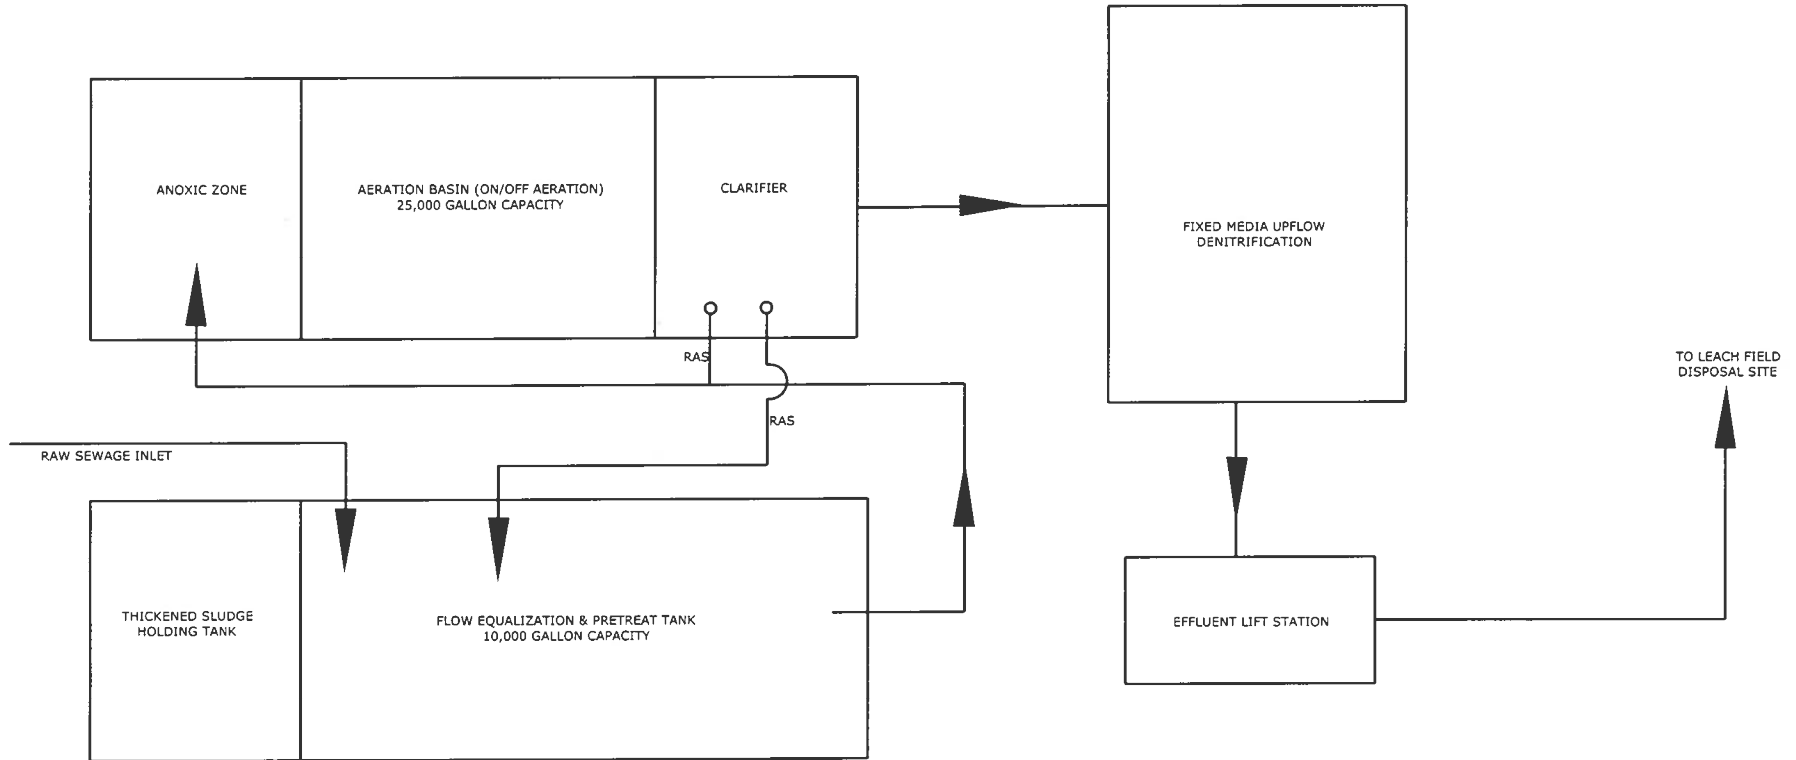 ANOXIC ZONE
AERATION BASIN (ON/OFF AERATION)
25,000 GALLON CAPACITY
CLARIFIER
FIXED MEDIA UPFLOW
DENITRIFICATION
RAS
RAS
TO LEACH FIELD
DISPOSAL SITE
RAW SEWAGE INLET
THICKENED SLUDGE
HOLDING TANK
FLOW EQUALIZATION & PRETREAT TANK
10,000 GALLON CAPACITY
EFFLUENT LIFT STATION